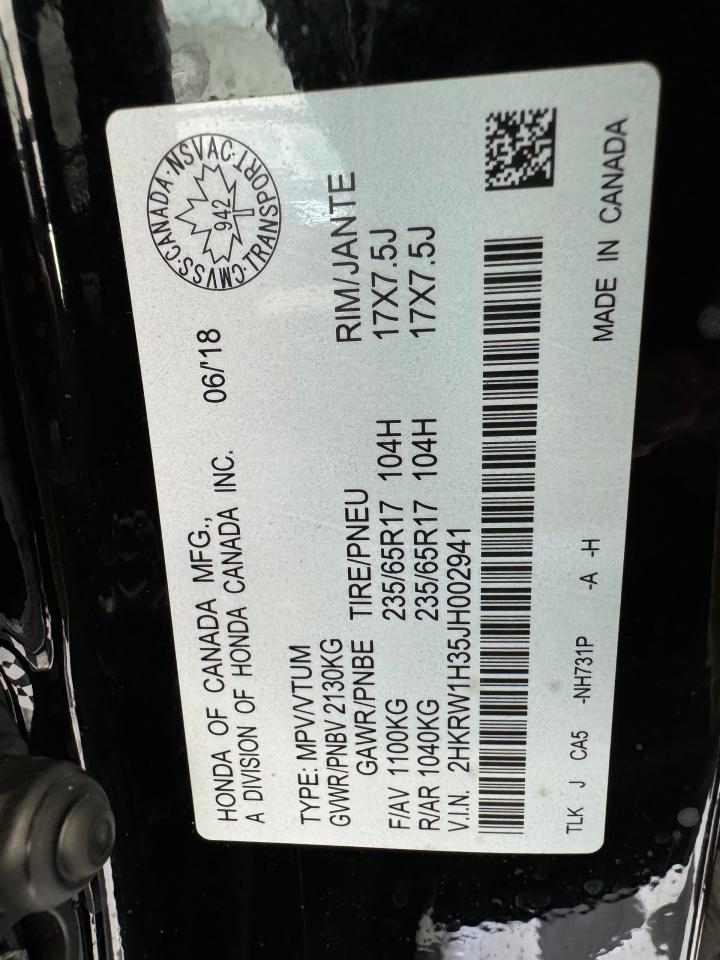 HONDA OF CANADA MFG.,
A DIVISION OF HONDA CANADA INC. 06/'18
CMVSS·CANADA·NSVAC·TRANSPORT
942
TYPE: MPV/VTUM
GVWR/PNBV 2130KG
GAWR/PNBE TIRE/PNEU RIM/JANTE
F/AV 1100KG 235/65R17 104H 17X7.5J
R/AR 1040KG 235/65R17 104H 17X7.5J
V.I.N. 2HKRW1H35JH002941
TLK J CA5 -NH731P -A -H MADE IN CANADA